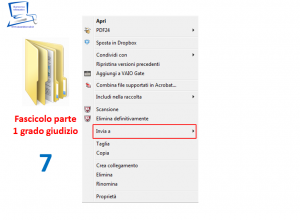 Apri
PDF24
Sposta in Dropbox
Condividi con
Ripristina versioni precedenti
Aggiungi a VAIO Gate
Combina file supportati in Acrobat...
Includi nella raccolta
Scansione
Elimina definitivamente
Invia a
Taglia
Copia
Crea collegamento
Elimina
Rinomina
Proprietà
Fascicolo parte
1 grado giudizio
7